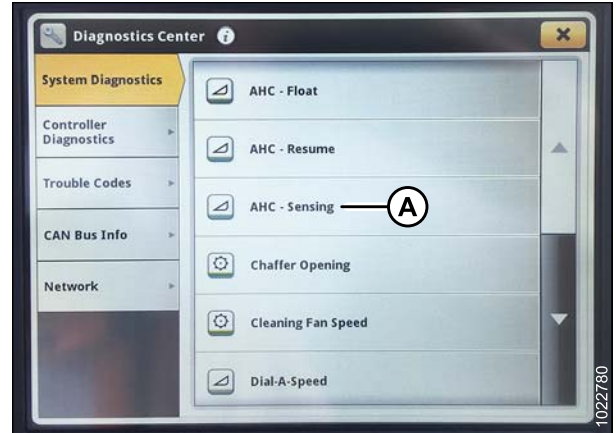 Diagnostics Center
System Diagnostics
Controller
Diagnostics
Trouble Codes
CAN Bus Info
Network
AHC - Float
AHC - Resume
AHC - Sensing
A
Chaffer Opening
Cleaning Fan Speed
Dial-A-Speed
1022780